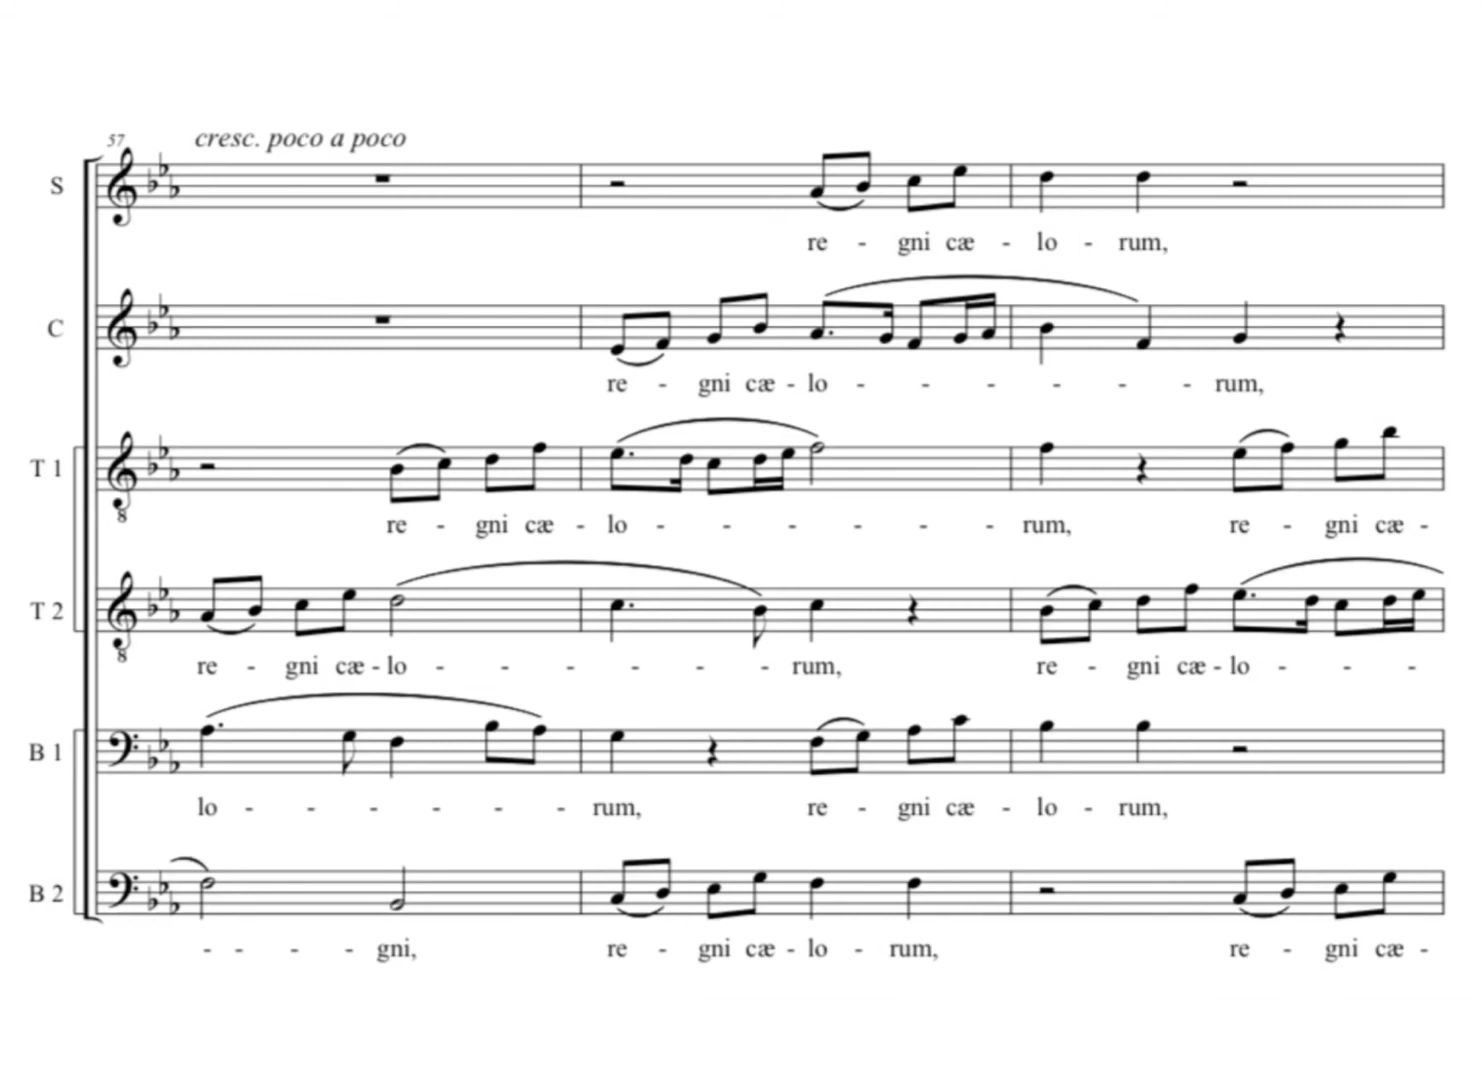 57 cresc. poco a poco
S
re - gni cæ - lo - rum,
C
re - gni cæ - lo - - - - - - rum,
T 1
8
re - gni cæ - lo - - - - - - rum, re - gni cæ -
T 2
8
re - gni cæ - lo - - - - - - rum, re - gni cæ - lo - - -
B 1
lo - - - - - - rum, re - gni cæ - lo - rum,
B 2
- - - - gni, re - gni cæ - lo - rum, re - gni cæ -